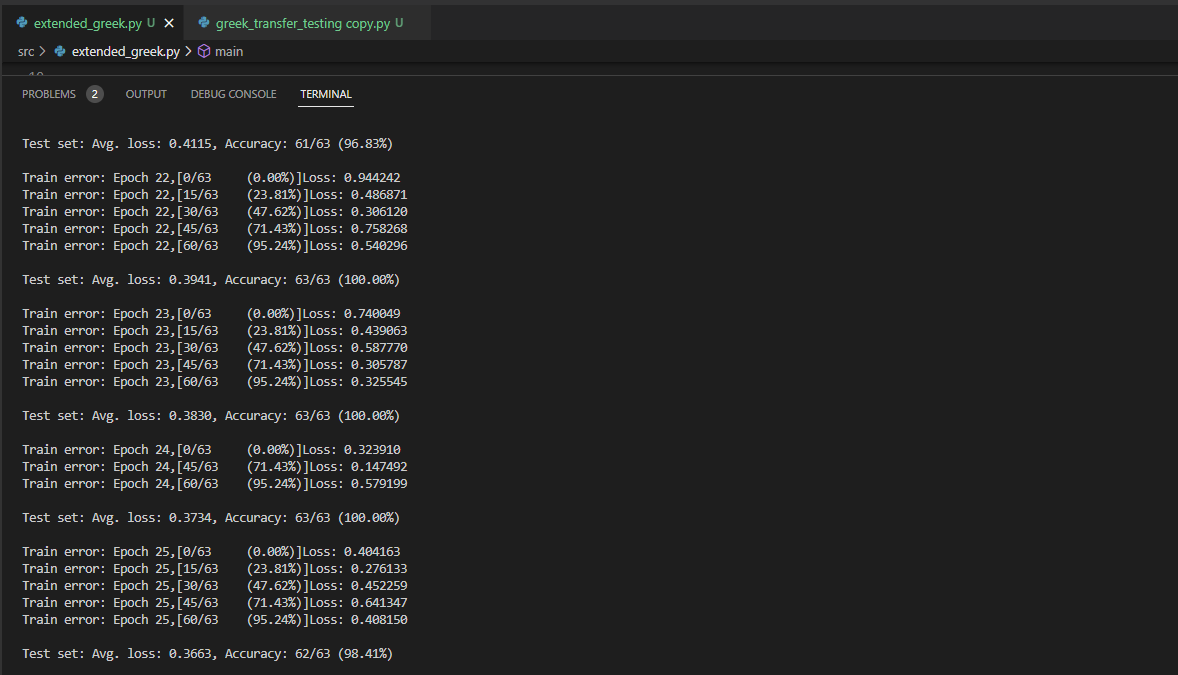 extended_greek.py U
greek_transfer_testing copy.py U
src > extended_greek.py > main
PROBLEMS 2 OUTPUT DEBUG CONSOLE TERMINAL
Test set: Avg. loss: 0.4115, Accuracy: 61/63 (96.83%)
Train error: Epoch 22,[0/63 (0.00%)]Loss: 0.944242
Train error: Epoch 22,[15/63 (23.81%)]Loss: 0.486871
Train error: Epoch 22,[30/63 (47.62%)]Loss: 0.306120
Train error: Epoch 22,[45/63 (71.43%)]Loss: 0.758268
Train error: Epoch 22,[60/63 (95.24%)]Loss: 0.540296
Test set: Avg. loss: 0.3941, Accuracy: 63/63 (100.00%)
Train error: Epoch 23,[0/63 (0.00%)]Loss: 0.740049
Train error: Epoch 23,[15/63 (23.81%)]Loss: 0.439063
Train error: Epoch 23,[30/63 (47.62%)]Loss: 0.587770
Train error: Epoch 23,[45/63 (71.43%)]Loss: 0.305787
Train error: Epoch 23,[60/63 (95.24%)]Loss: 0.325545
Test set: Avg. loss: 0.3830, Accuracy: 63/63 (100.00%)
Train error: Epoch 24,[0/63 (0.00%)]Loss: 0.323910
Train error: Epoch 24,[45/63 (71.43%)]Loss: 0.147492
Train error: Epoch 24,[60/63 (95.24%)]Loss: 0.579199
Test set: Avg. loss: 0.3734, Accuracy: 63/63 (100.00%)
Train error: Epoch 25,[0/63 (0.00%)]Loss: 0.404163
Train error: Epoch 25,[15/63 (23.81%)]Loss: 0.276133
Train error: Epoch 25,[30/63 (47.62%)]Loss: 0.452259
Train error: Epoch 25,[45/63 (71.43%)]Loss: 0.641347
Train error: Epoch 25,[60/63 (95.24%)]Loss: 0.408150
Test set: Avg. loss: 0.3663, Accuracy: 62/63 (98.41%)